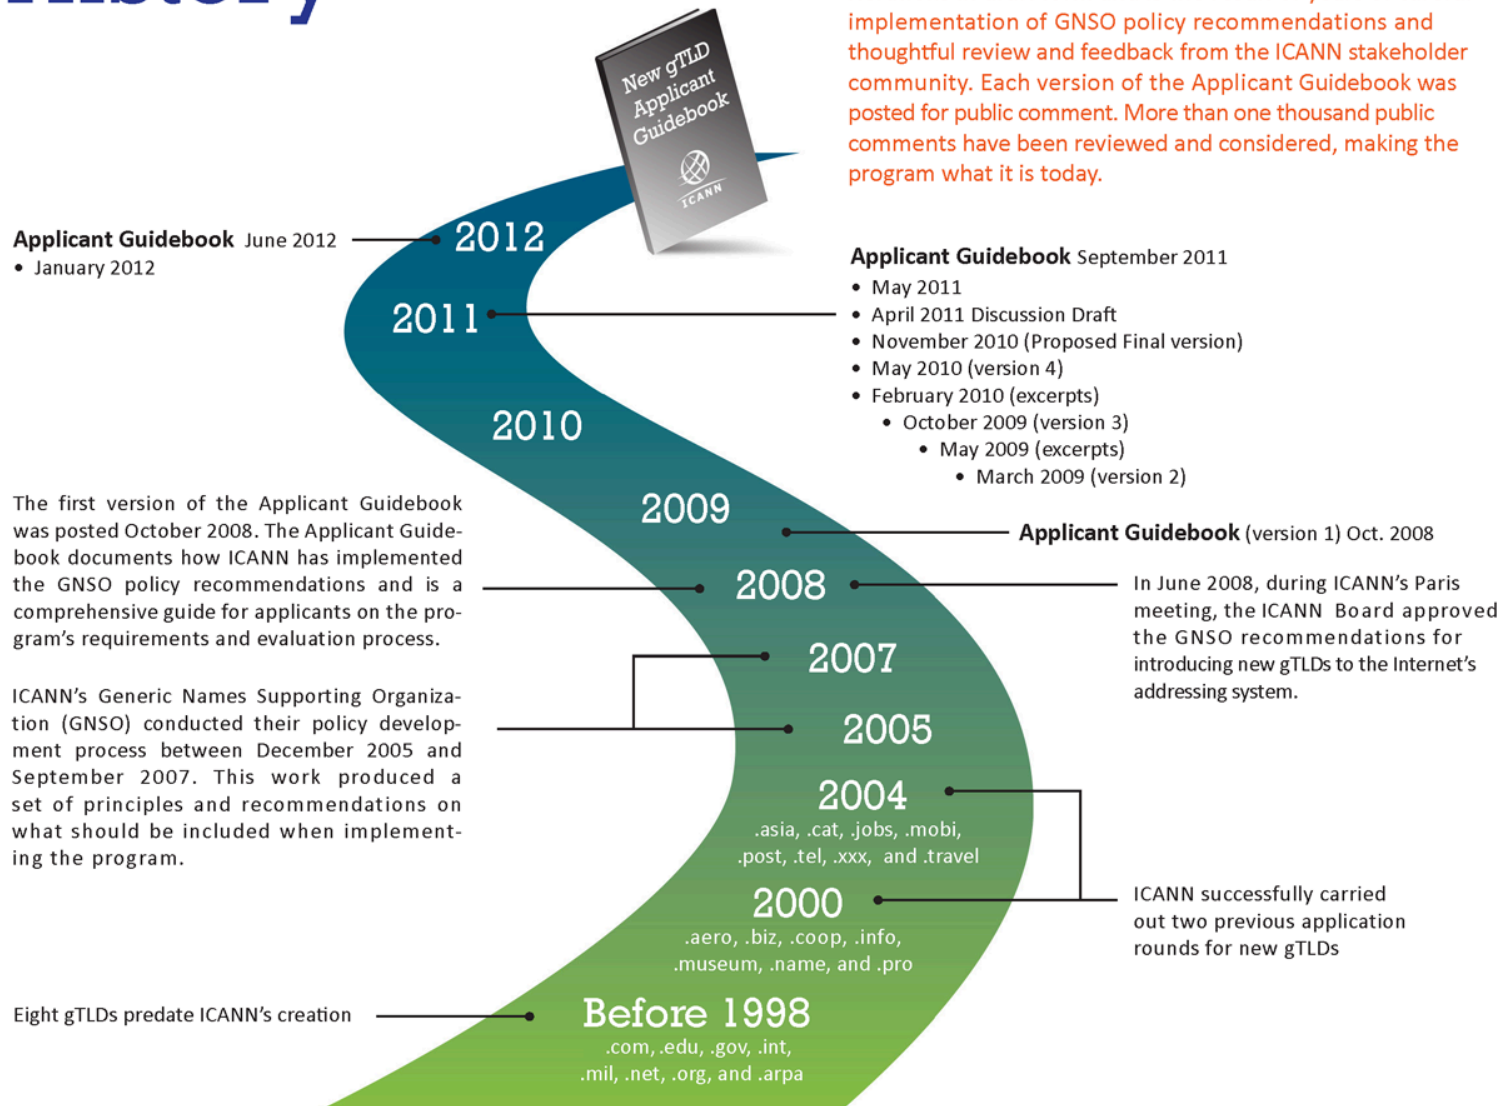 History
implementation of GNSO policy recommendations and
thoughtful review and feedback from the ICANN stakeholder
community. Each version of the Applicant Guidebook was
posted for public comment. More than one thousand public
comments have been reviewed and considered, making the
program what it is today.
New gTLD
Applicant
Guidebook
ICANN
Applicant Guidebook June 2012
• January 2012
2012
Applicant Guidebook September 2011
• May 2011
• April 2011 Discussion Draft
• November 2010 (Proposed Final version)
• May 2010 (version 4)
• February 2010 (excerpts)
• October 2009 (version 3)
• May 2009 (excerpts)
• March 2009 (version 2)
2011
2010
2009
Applicant Guidebook (version 1) Oct. 2008
The first version of the Applicant Guidebook
was posted October 2008. The Applicant Guide-
book documents how ICANN has implemented
the GNSO policy recommendations and is a
comprehensive guide for applicants on the pro-
gram's requirements and evaluation process.
2008
In June 2008, during ICANN's Paris
meeting, the ICANN Board approved
the GNSO recommendations for
introducing new gTLDs to the Internet's
addressing system.
2007
ICANN's Generic Names Supporting Organiza-
tion (GNSO) conducted their policy develop-
ment process between December 2005 and
September 2007. This work produced a
set of principles and recommendations on
what should be included when implement-
ing the program.
2005
2004
.asia, .cat, .jobs, .mobi,
.post, .tel, .xxx, and .travel
2000
.aero, .biz, .coop, .info,
.museum, .name, and .pro
ICANN successfully carried
out two previous application
rounds for new gTLDs
Eight gTLDs predate ICANN's creation
Before 1998
.com, .edu, .gov, .int,
.mil, .net, .org, and .arpa